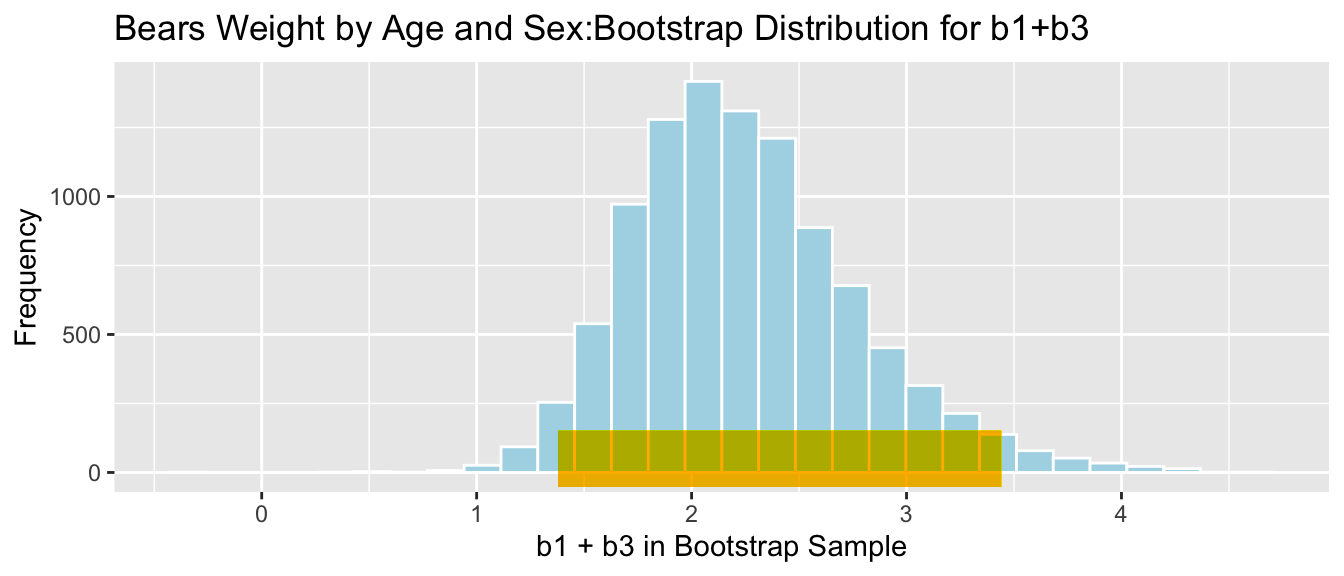 Bears Weight by Age and Sex:Bootstrap Distribution for b1+b3
Frequency
1000
500
0
0 1 2 3 4
b1 + b3 in Bootstrap Sample